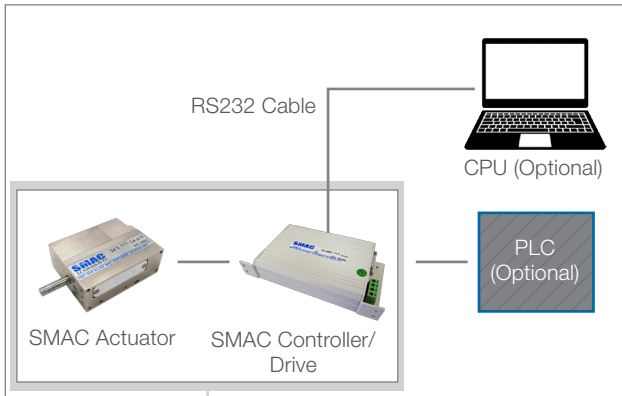 RS232 Cable
CPU (Optional)
SMAC
SMAC
PLC
(Optional)
SMAC Actuator
SMAC Controller/
Drive